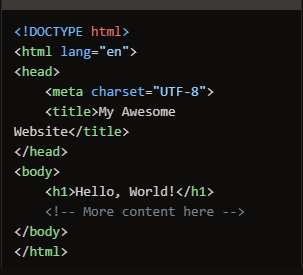 <!DOCTYPE html>
<html lang="en">
<head>
    <meta charset="UTF-8">
    <title>My Awesome
Website</title>
</head>
<body>
    <h1>Hello, World!</h1>
    <!-- More content here -->
</body>
</html>